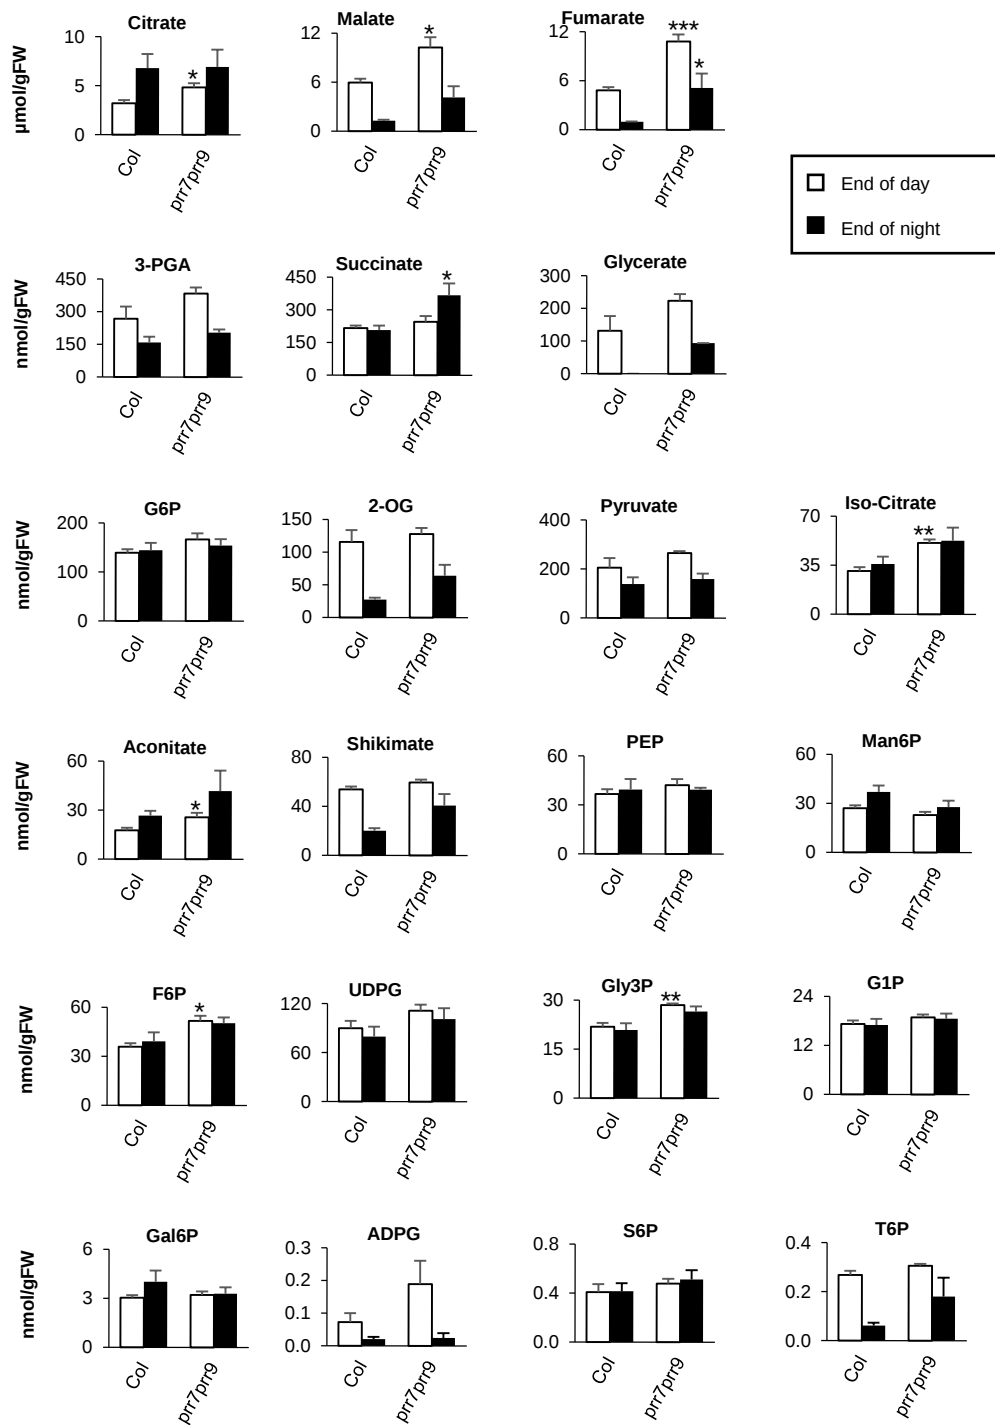 Citrate
Malate
Fumarate
µmol/gFW
10
5
0
12
6
0
12
6
0
*
*
***
*
Col
prr7prr9
Col
prr7prr9
Col
prr7prr9
End of day
End of night
3-PGA
Succinate
Glycerate
nmol/gFW
450
300
150
0
450
300
150
0
300
200
100
0
*
Col
prr7prr9
Col
prr7prr9
Col
prr7prr9
G6P
2-OG
Pyruvate
Iso-Citrate
nmol/gFW
200
100
0
150
100
50
0
400
200
0
70
35
0
**
Col
prr7prr9
Col
prr7prr9
Col
prr7prr9
Col
prr7prr9
Aconitate
Shikimate
PEP
Man6P
nmol/gFW
60
30
0
80
40
0
60
30
0
60
30
0
*
Col
prr7prr9
Col
prr7prr9
Col
prr7prr9
Col
prr7prr9
F6P
UDPG
Gly3P
G1P
nmol/gFW
60
30
0
120
60
0
30
15
0
24
12
0
*
**
Col
prr7prr9
Col
prr7prr9
Col
prr7prr9
Col
prr7prr9
Gal6P
ADPG
S6P
T6P
nmol/gFW
6
3
0
0.3
0.2
0.1
0.0
0.8
0.4
0.0
0.4
0.2
0.0
Col
prr7prr9
Col
prr7prr9
Col
prr7prr9
Col
prr7prr9